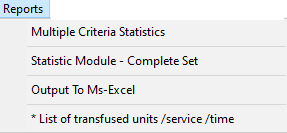 Reports
Multiple Criteria Statistics
Statistic Module - Complete Set
Output To Ms-Excel
* List of transfused units /service /time